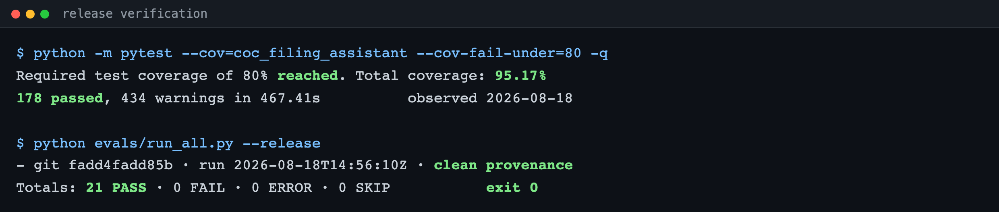 release verification
$ python -m pytest --cov=coc_filing_assistant --cov-fail-under=80 -q
Required test coverage of 80% reached. Total coverage: 95.17%
178 passed, 434 warnings in 467.41s          observed 2026-08-18
$ python evals/run_all.py --release
- git fadd4fadd85b · run 2026-08-18T14:56:10Z · clean provenance
Totals: 21 PASS · 0 FAIL · 0 ERROR · 0 SKIP           exit 0